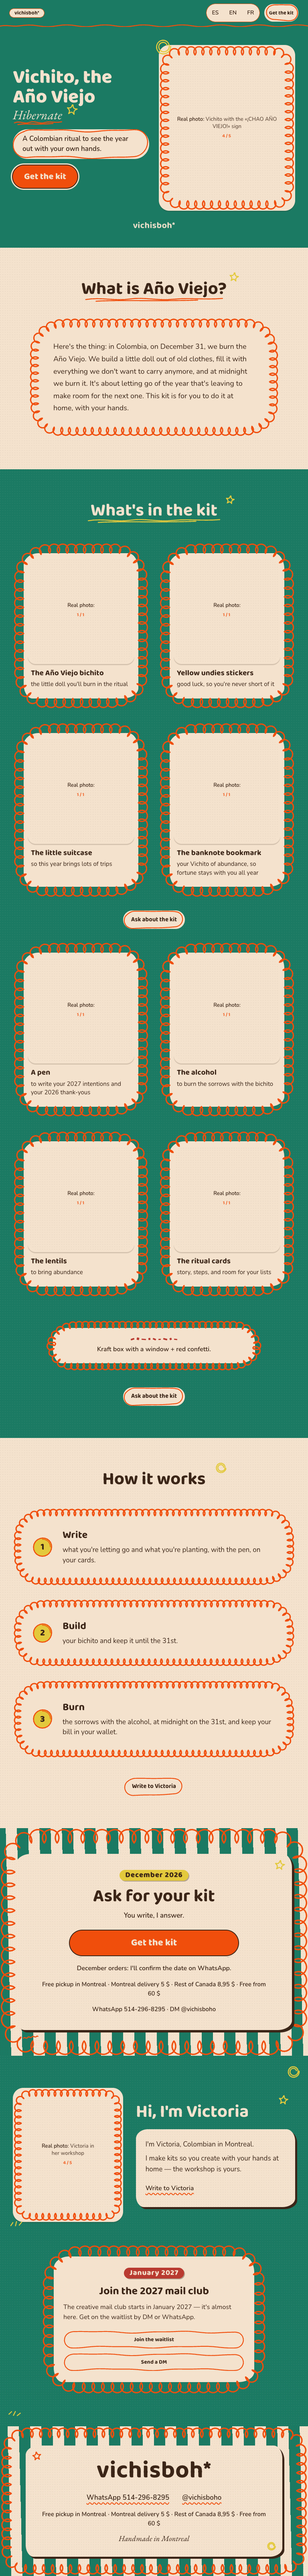 vichisboh*
ES EN FR
Get the kit
Vichito, the
Año Viejo
Hibernate
A Colombian ritual to see the year
out with your own hands.
Get the kit
Real photo: Vichito with the «¡CHAO AÑO
VIEJO!» sign
4 / 5
vichisboh*
What is Año Viejo?
Here's the thing: in Colombia, on December 31, we burn the
Año Viejo. We build a little doll out of old clothes, fill it with
everything we don't want to carry anymore, and at midnight
we burn it. It's about letting go of the year that's leaving to
make room for the next one. This kit is for you to do it at
home, with your hands.
What's in the kit
Real photo:
1 / 1
The Año Viejo bichito
the little doll you'll burn in the ritual
Real photo:
1 / 1
Yellow undies stickers
good luck, so you're never short of it
Real photo:
1 / 1
The little suitcase
so this year brings lots of trips
Real photo:
1 / 1
The banknote bookmark
your Vichito of abundance, so
fortune stays with you all year
Ask about the kit
Real photo:
1 / 1
A pen
to write your 2027 intentions and
your 2026 thank-yous
Real photo:
1 / 1
The alcohol
to burn the sorrows with the bichito
Real photo:
1 / 1
The lentils
to bring abundance
Real photo:
1 / 1
The ritual cards
story, steps, and room for your lists
Kraft box with a window + red confetti.
Ask about the kit
How it works
1
Write
what you're letting go and what you're planting, with the pen, on
your cards.
2
Build
your bichito and keep it until the 31st.
3
Burn
the sorrows with the alcohol, at midnight on the 31st, and keep your
bill in your wallet.
Write to Victoria
December 2026
Ask for your kit
You write, I answer.
Get the kit
December orders: I'll confirm the date on WhatsApp.
Free pickup in Montreal · Montreal delivery 5 $ · Rest of Canada 8,95 $ · Free from
60 $
WhatsApp 514-296-8295 · DM @vichisboho
Real photo: Victoria in
her workshop
4 / 5
Hi, I'm Victoria
I'm Victoria, Colombian in Montreal.
I make kits so you create with your hands at
home — the workshop is yours.
Write to Victoria
January 2027
Join the 2027 mail club
The creative mail club starts in January 2027 — it's almost
here. Get on the waitlist by DM or WhatsApp.
Join the waitlist
Send a DM
vichisboh*
WhatsApp 514-296-8295 @vichisboho
Free pickup in Montreal · Montreal delivery 5 $ · Rest of Canada 8,95 $ · Free from
60 $
Handmade in Montreal